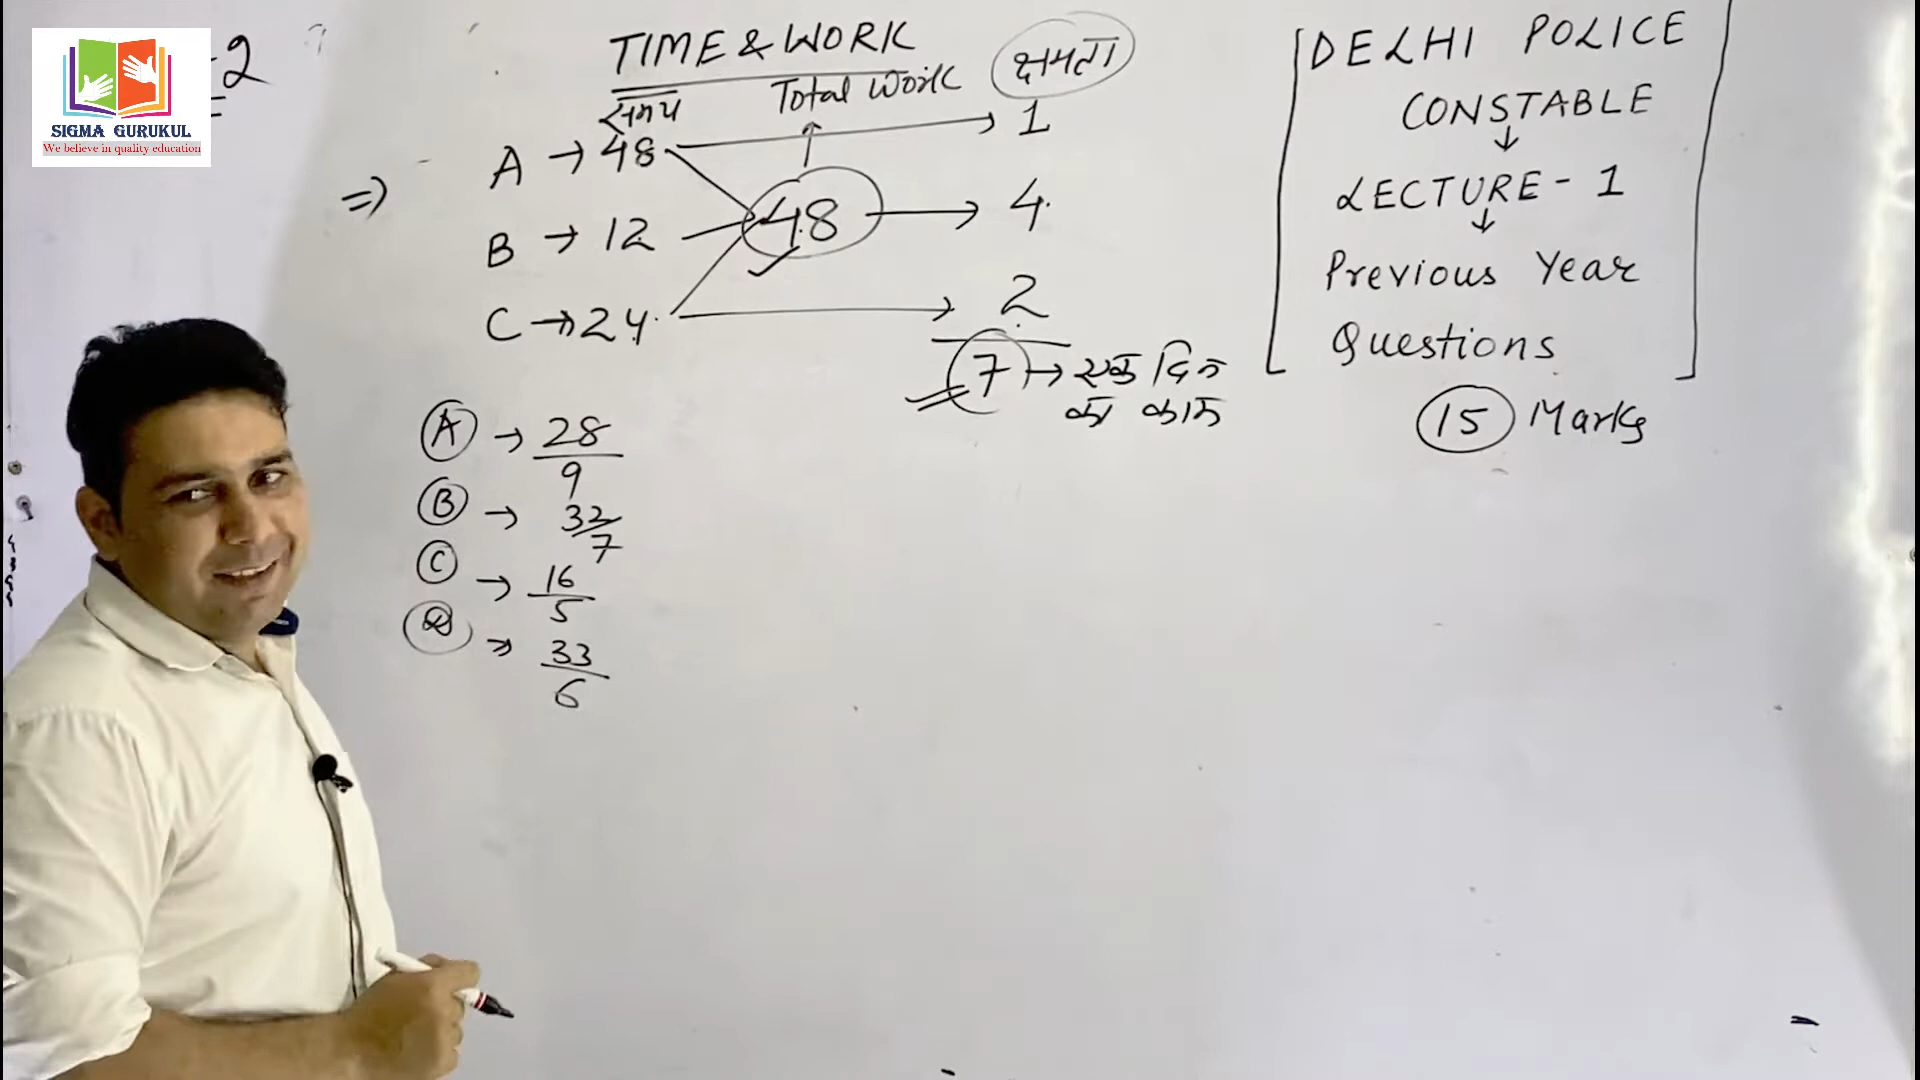 SIGMA GURUKUL
We believe in quality education
-2
TIME & WORK
समय
Total Work
क्षमता
A → 48
1
B → 12
48
4
C → 24
2
7 → एक दिन
का काम
A → 28/9
B → 32/7
C → 16/5
D → 33/6
DELHI POLICE
CONSTABLE
↓
LECTURE - 1
↓
Previous Year
Questions
15 Marks